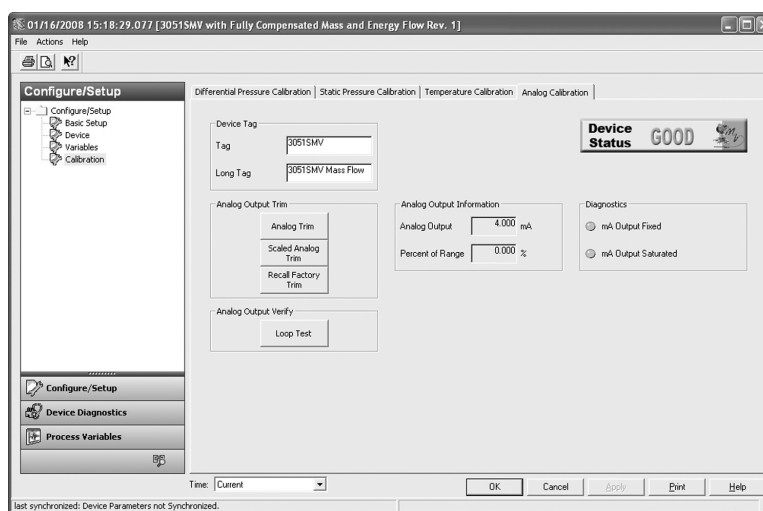 01/16/2008 15:18:29.077 [3051SMV with Fully Compensated Mass and Energy Flow Rev. 1]
File Actions Help
Configure/Setup
Configure/Setup
Basic Setup
Device
Variables
Calibration
Configure/Setup
Device Diagnostics
Process Variables
Differential Pressure Calibration
Static Pressure Calibration
Temperature Calibration
Analog Calibration
Device Tag
Tag
3051SMV
Long Tag
3051SMV Mass Flow
Device
Status
GOOD
MV
Analog Output Trim
Analog Trim
Scaled Analog
Trim
Recall Factory
Trim
Analog Output Information
Analog Output 4.000 mA
Percent of Range 0.000 %
Diagnostics
mA Output Fixed
mA Output Saturated
Analog Output Verify
Loop Test
Time: Current
OK Cancel Apply Print Help
last synchronized: Device Parameters not Synchronized.